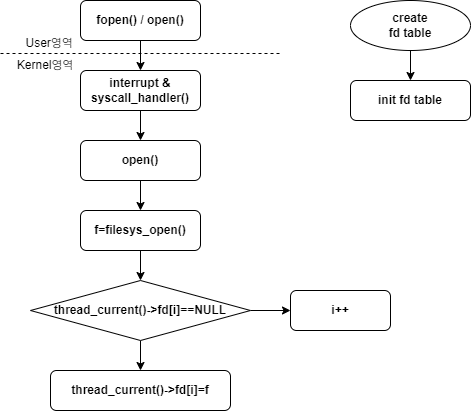 fopen() / open()
User영역
Kernel영역
interrupt &
syscall_handler()
open()
f=filesys_open()
thread_current()->fd[i]==NULL
i++
thread_current()->fd[i]=f
create
fd table
init fd table